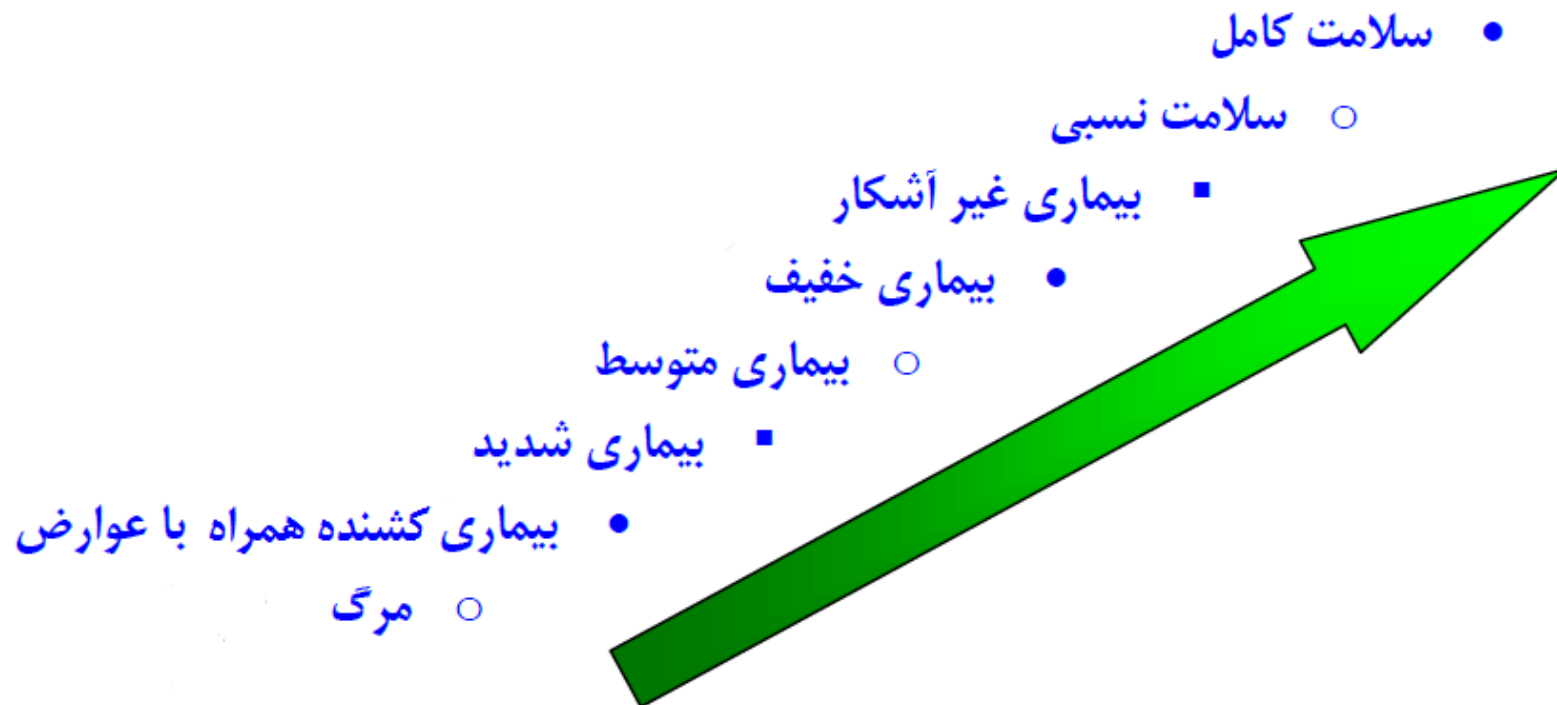 • سلامت کامل
○ سلامت نسبی
▪ بیماری غیر آشکار
• بیماری خفیف
○ بیماری متوسط
▪ بیماری شدید
• بیماری کشنده همراه با عوارض
○ مرگ